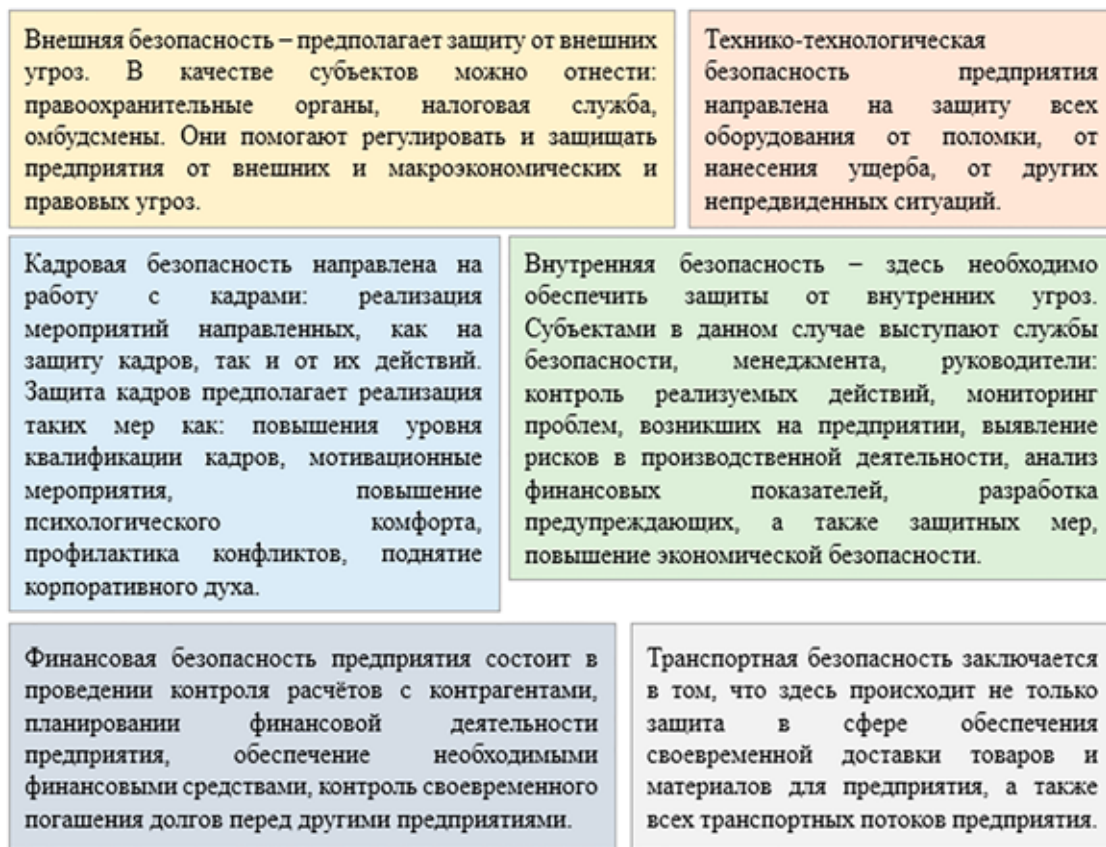 Внешняя безопасность – предполагает защиту от внешних
угроз. В качестве субъектов можно отнести:
правоохранительные органы, налоговая служба,
омбудсмены. Они помогают регулировать и защищать
предприятия от внешних и макроэкономических и
правовых угроз.
Технико-технологическая
безопасность предприятия
направлена на защиту всех
оборудования от поломки, от
нанесения ущерба, от других
непредвиденных ситуаций.
Кадровая безопасность направлена на
работу с кадрами: реализация
мероприятий направленных, как на
защиту кадров, так и от их действий.
Защита кадров предполагает реализация
таких мер как: повышения уровня
квалификации кадров, мотивационные
мероприятия, повышение
психологического комфорта,
профилактика конфликтов, поднятие
корпоративного духа.
Внутренняя безопасность – здесь необходимо
обеспечить защиты от внутренних угроз.
Субъектами в данном случае выступают службы
безопасности, менеджмента, руководители:
контроль реализуемых действий, мониторинг
проблем, возникших на предприятии, выявление
рисков в производственной деятельности, анализ
финансовых показателей, разработка
предупреждающих, а также защитных мер,
повышение экономической безопасности.
Финансовая безопасность предприятия состоит в
проведении контроля расчётов с контрагентами,
планировании финансовой деятельности
предприятия, обеспечение необходимыми
финансовыми средствами, контроль своевременного
погашения долгов перед другими предприятиями.
Транспортная безопасность заключается
в том, что здесь происходит не только
защита в сфере обеспечения
своевременной доставки товаров и
материалов для предприятия, а также
всех транспортных потоков предприятия.